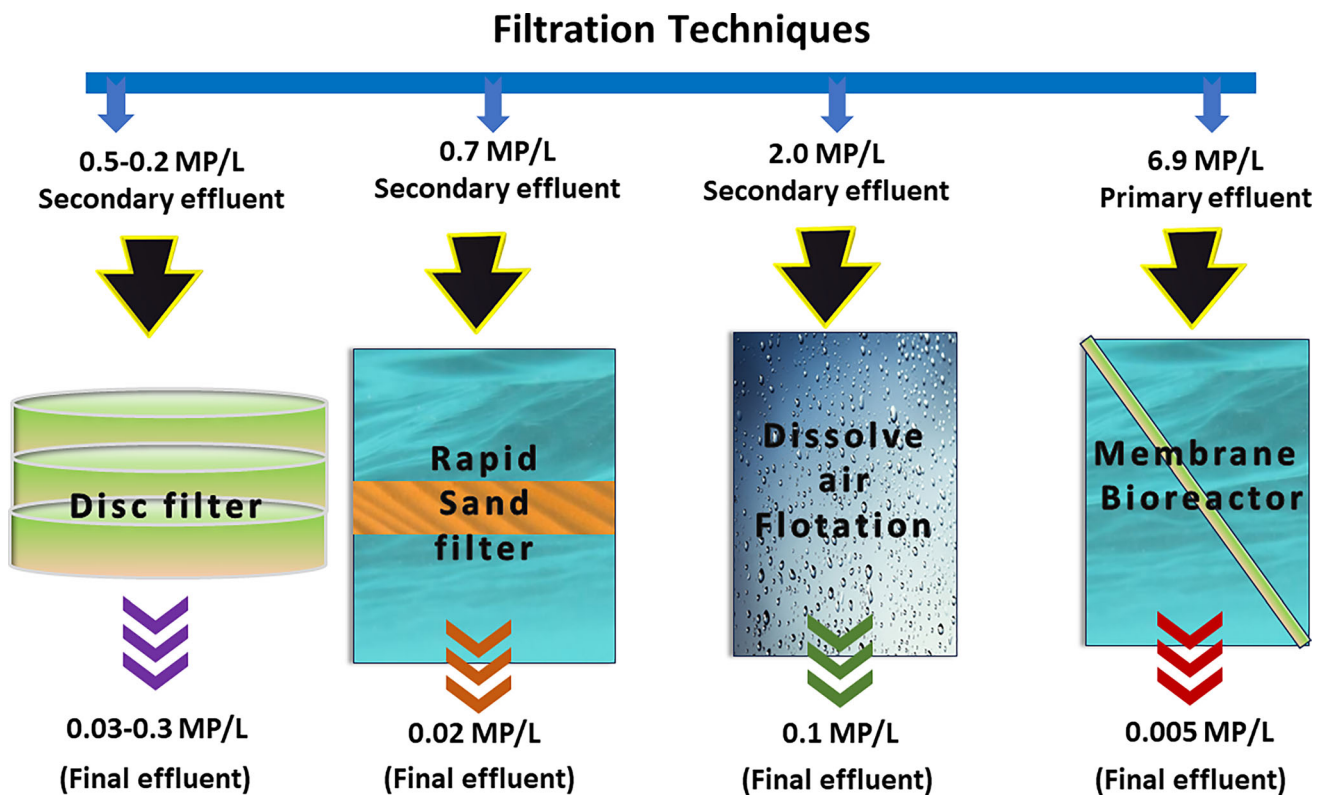 Filtration Techniques
0.5-0.2 MP/L
Secondary effluent
0.7 MP/L
Secondary effluent
2.0 MP/L
Secondary effluent
6.9 MP/L
Primary effluent
Disc filter
Rapid
Sand
filter
Dissolve
air
Flotation
Membrane
Bioreactor
0.03-0.3 MP/L
(Final effluent)
0.02 MP/L
(Final effluent)
0.1 MP/L
(Final effluent)
0.005 MP/L
(Final effluent)